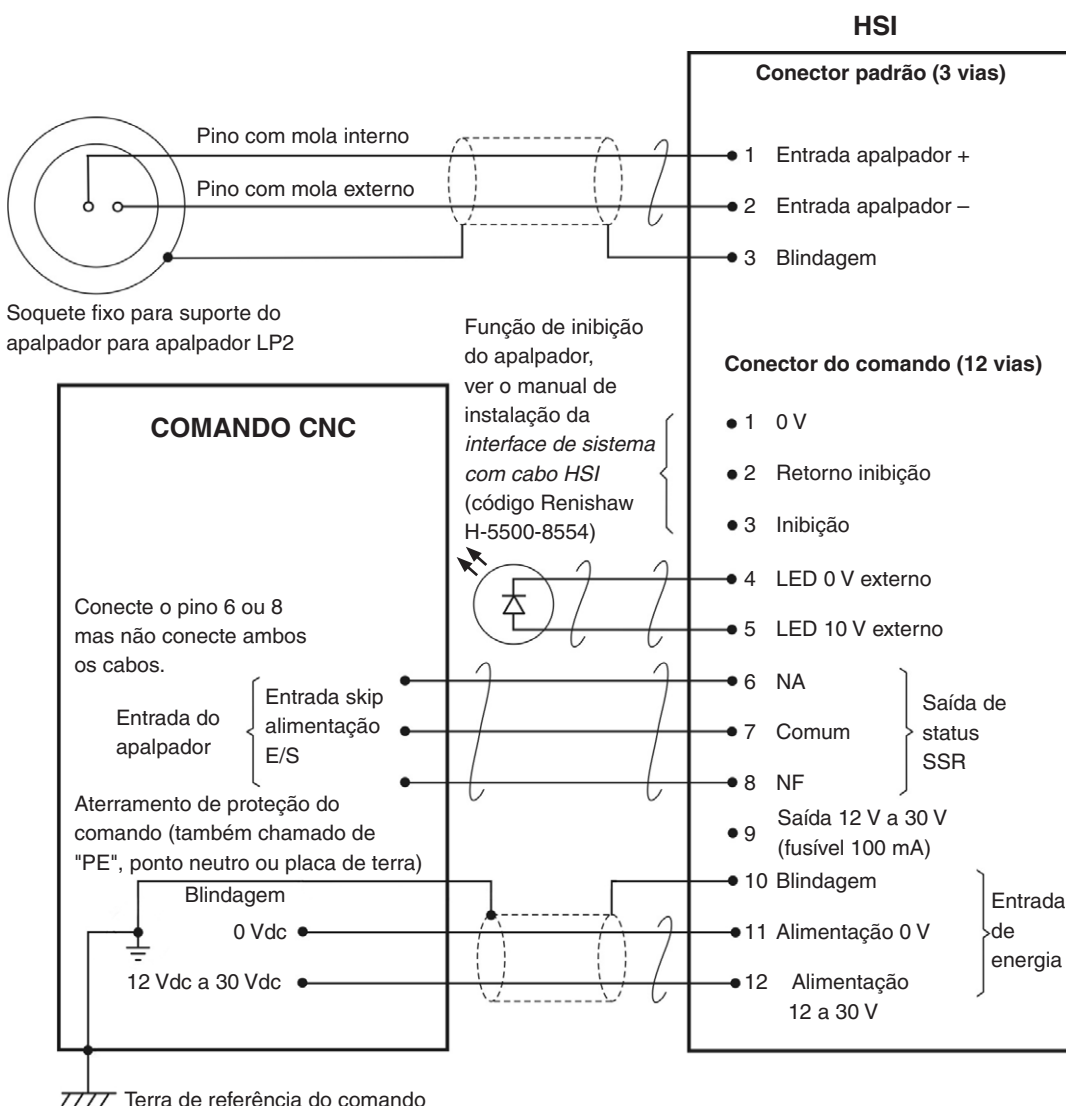 HSI
Conector padrão (3 vias)
Pino com mola interno
1 Entrada apalpador +
Pino com mola externo
2 Entrada apalpador –
3 Blindagem
Soquete fixo para suporte do
apalpador para apalpador LP2
Função de inibição
do apalpador,
ver o manual de
instalação da
interface de sistema
com cabo HSI
(código Renishaw
H-5500-8554)
Conector do comando (12 vias)
COMANDO CNC
1 0 V
2 Retorno inibição
3 Inibição
4 LED 0 V externo
5 LED 10 V externo
Conecte o pino 6 ou 8
mas não conecte ambos
os cabos.
Entrada do
apalpador
Entrada skip
alimentação
E/S
6 NA
7 Comum
8 NF
Saída de
status
SSR
9 Saída 12 V a 30 V
(fusível 100 mA)
Aterramento de proteção do
comando (também chamado de
"PE", ponto neutro ou placa de terra)
Blindagem
0 Vdc
12 Vdc a 30 Vdc
10 Blindagem
11 Alimentação 0 V
12 Alimentação
12 a 30 V
Entrada
de
energia
Terra de referência do comando